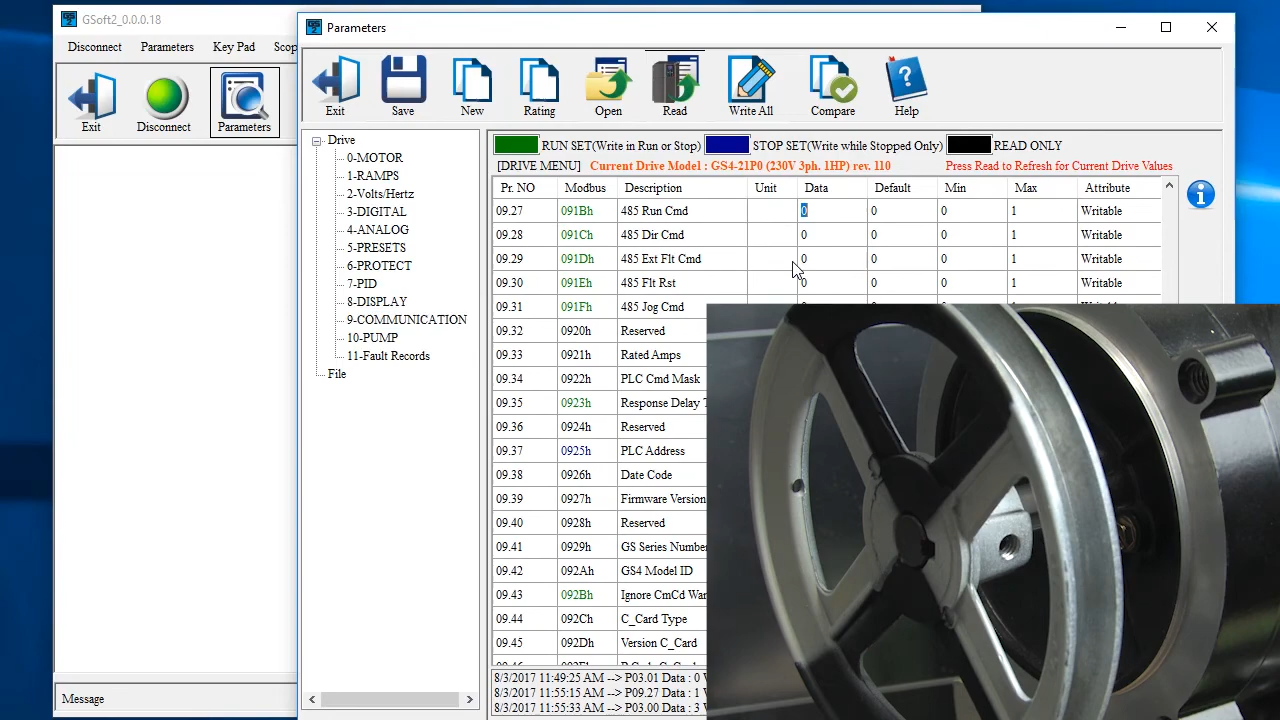 GSoft2_0.0.0.18
Disconnect Parameters Key Pad Scop
Exit Disconnect Parameters
Message
Parameters
Exit Save New Rating Open Read Write All Compare Help
Drive
0-MOTOR
1-RAMPS
2-Volts/Hertz
3-DIGITAL
4-ANALOG
5-PRESETS
6-PROTECT
7-PID
8-DISPLAY
9-COMMUNICATION
10-PUMP
11-Fault Records
File
RUN SET(Write in Run or Stop) STOP SET(Write while Stopped Only) READ ONLY
[DRIVE MENU] Current Drive Model : GS4-21P0 (230V 3ph. 1HP) rev. 110 Press Read to Refresh for Current Drive Values
Pr. NO Modbus Description Unit Data Default Min Max Attribute
09.27 091Bh 485 Run Cmd 0 0 0 1 Writable
09.28 091Ch 485 Dir Cmd 0 0 0 1 Writable
09.29 091Dh 485 Ext Flt Cmd 0 0 0 1 Writable
09.30 091Eh 485 Flt Rst 0 0 0 1 Writable
09.31 091Fh 485 Jog Cmd
09.32 0920h Reserved
09.33 0921h Rated Amps
09.34 0922h PLC Cmd Mask
09.35 0923h Response Delay T
09.36 0924h Reserved
09.37 0925h PLC Address
09.38 0926h Date Code
09.39 0927h Firmware Version
09.40 0928h Reserved
09.41 0929h GS Series Number
09.42 092Ah GS4 Model ID
09.43 092Bh Ignore CmCd War
09.44 092Ch C_Card Type
09.45 092Dh Version C_Card
8/3/2017 11:49:25 AM --> P03.01 Data : 0
8/3/2017 11:55:15 AM --> P09.27 Data : 1
8/3/2017 11:55:33 AM --> P03.00 Data : 3